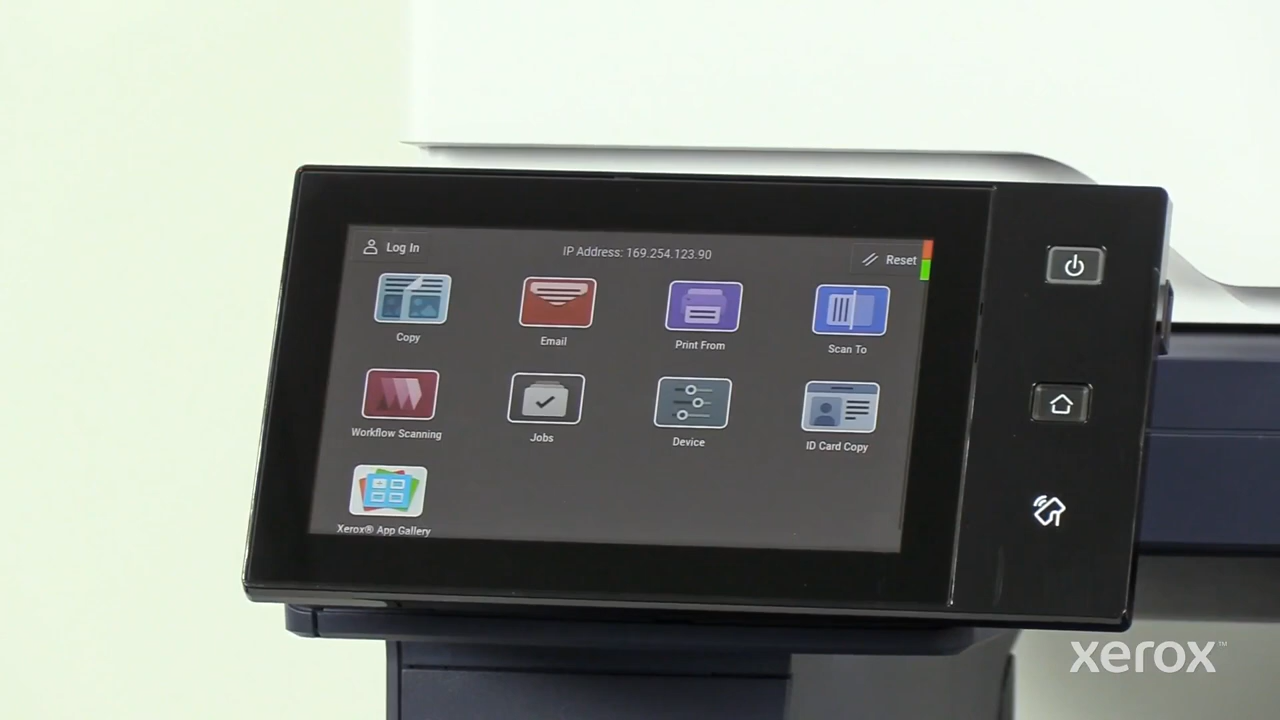 Log In
IP Address: 169.254.123.90
Reset
Copy
Email
Print From
Scan To
Workflow Scanning
Jobs
Device
ID Card Copy
Xerox® App Gallery
xerox™